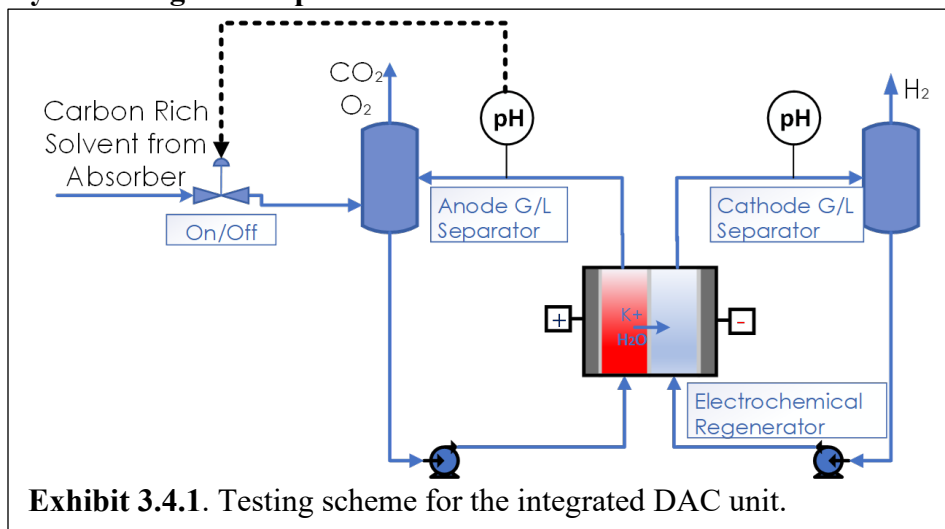 CO₂
O₂
Carbon Rich
Solvent from
Absorber
On/Off
pH
Anode G/L
Separator
pH
H₂
Cathode G/L
Separator
+
K+
H₂O
-
Electrochemical
Regenerator
Exhibit 3.4.1. Testing scheme for the integrated DAC unit.